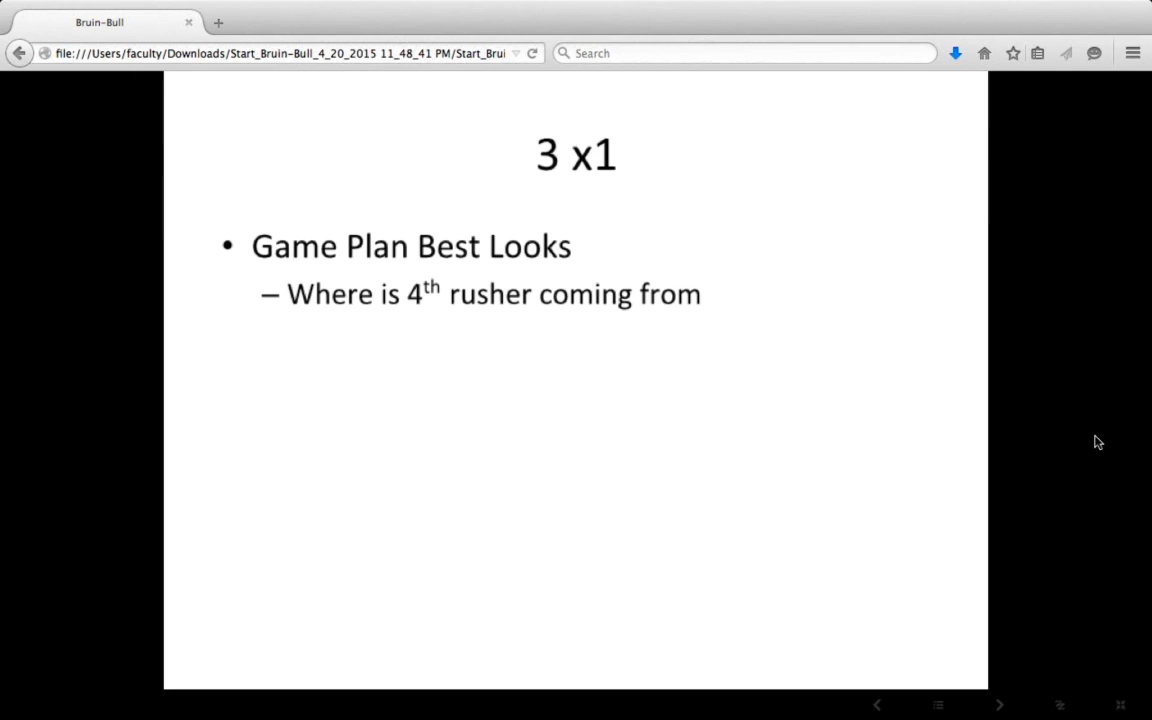 Bruin-Bull
file:///Users/faculty/Downloads/Start_Bruin-Bull_4_20_2015 11_48_41 PM/Start_Brui
Search
3 x1
• Game Plan Best Looks
– Where is 4th rusher coming from